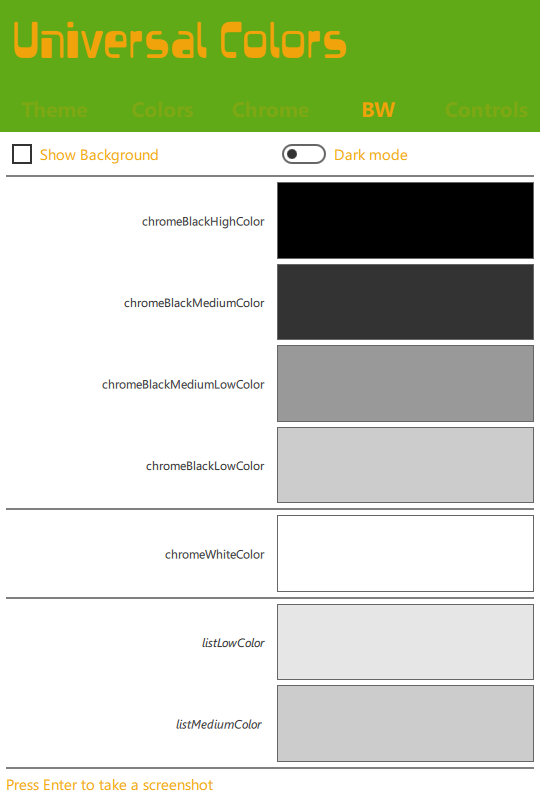 Universal Colors
Theme Colors Chrome BW Controls
Show Background Dark mode
chromeBlackHighColor
chromeBlackMediumColor
chromeBlackMediumLowColor
chromeBlackLowColor
chromeWhiteColor
listLowColor
listMediumColor
Press Enter to take a screenshot